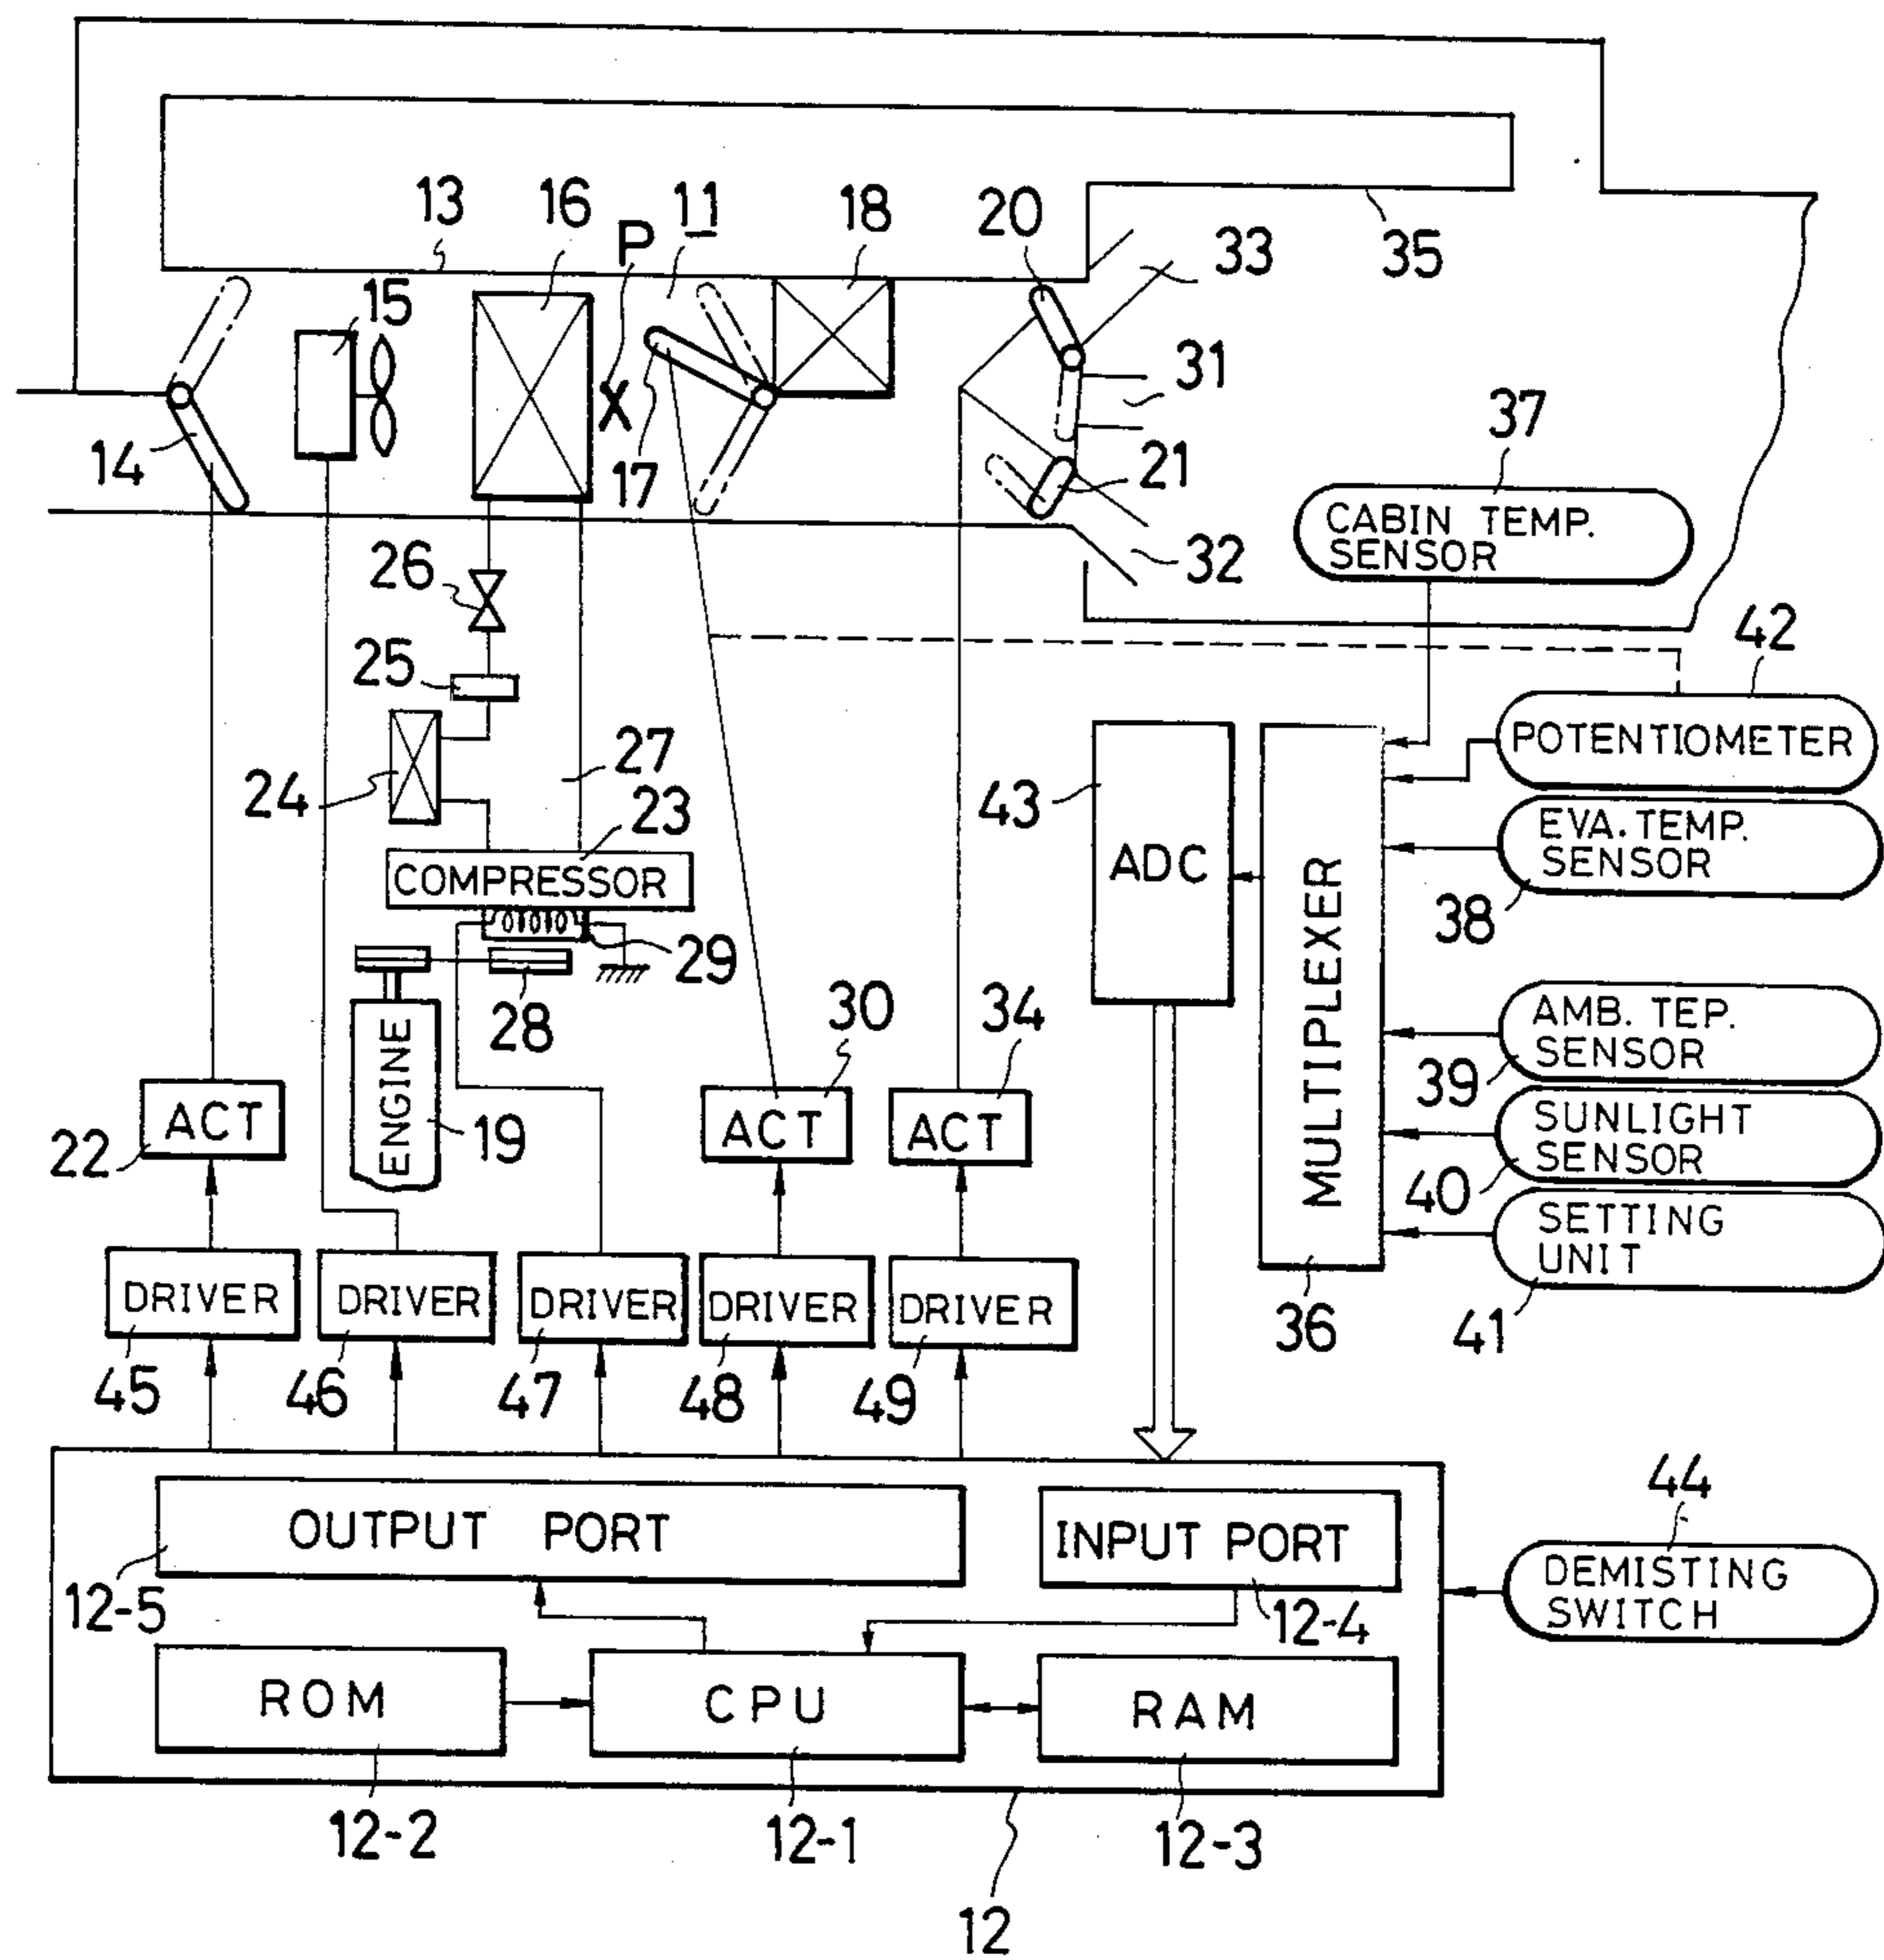 16
11
18
20
13
P
33
35
15
31
37
14
X
17
21
CABIN TEMP.
SENSOR
26
32
42
25
POTENTIOMETER
27
24
23
43
EVA. TEMP.
SENSOR
ADC
COMPRESSOR
38
29
MULTIPLEXER
28
30
34
AMB. TEP.
SENSOR
ENGINE
39
ACT
19
ACT
ACT
SUNLIGHT
SENSOR
22
40
SETTING
UNIT
DRIVER
DRIVER
DRIVER
DRIVER
DRIVER
36
41
45
46
47
48
49
44
OUTPUT PORT
INPUT PORT
DEMISTING
SWITCH
12-5
12-4
ROM
CPU
RAM
12-2
12-1
12-3
12